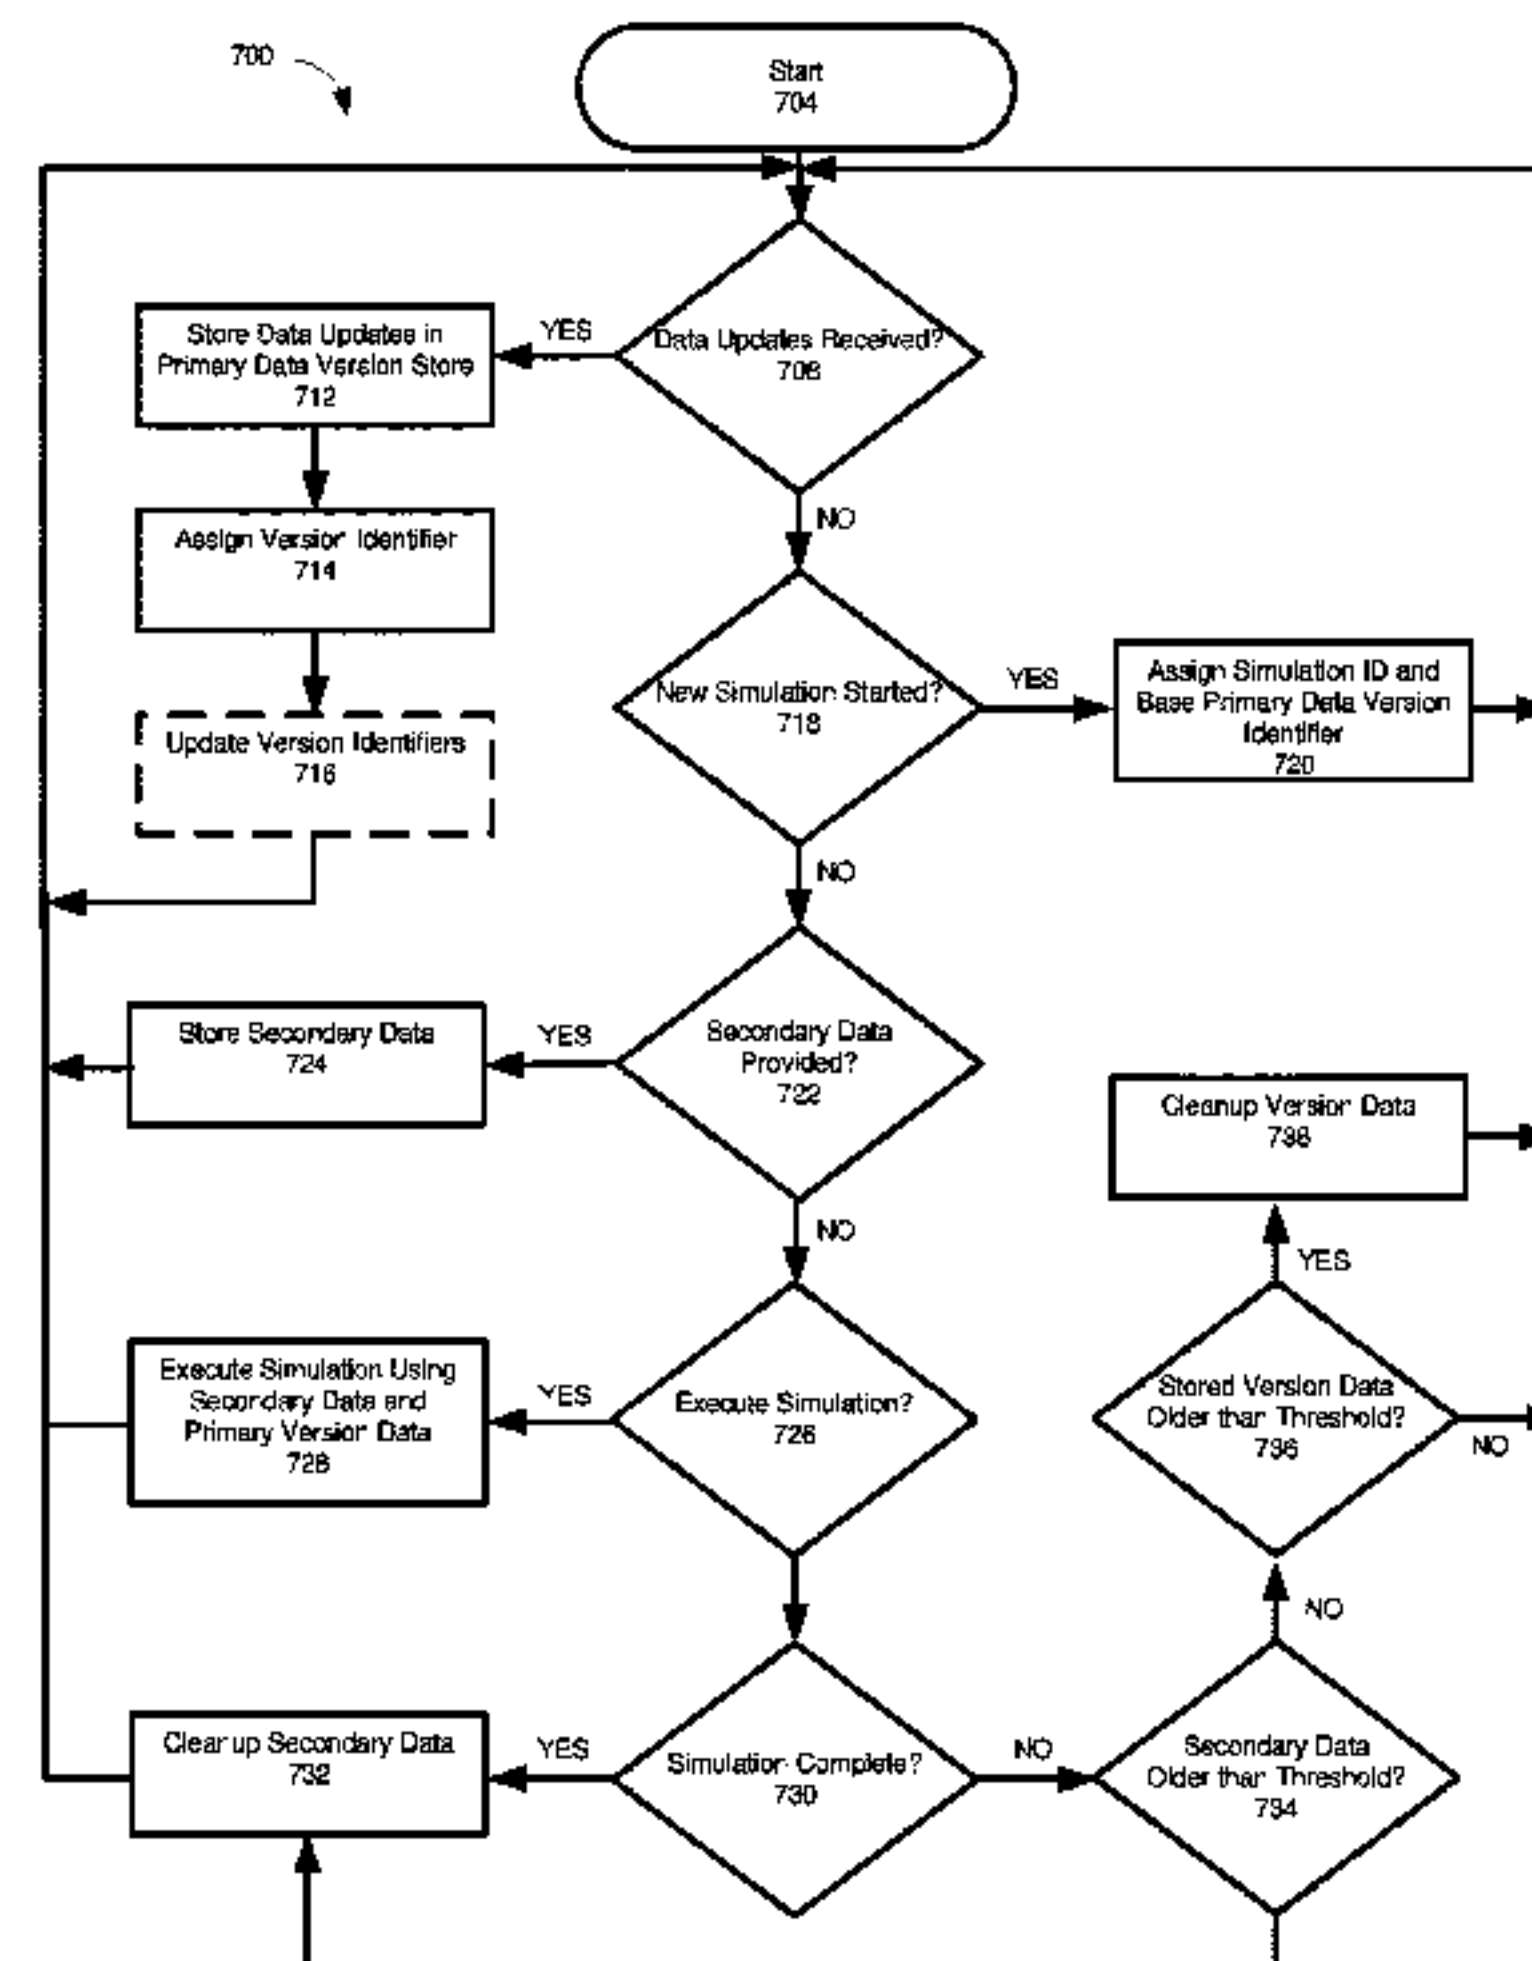 700
Start
704
Data Updates Received?
708
YES
Store Data Updates in
Primary Data Version Store
712
Assign Version Identifier
714
Update Version Identifiers
716
NO
New Simulation Started?
718
YES
Assign Simulation ID and
Base Primary Data Version
Identifier
720
NO
Secondary Data
Provided?
722
YES
Store Secondary Data
724
NO
Execute Simulation?
726
YES
Execute Simulation Using
Secondary Data and
Primary Version Data
728
Simulation Complete?
730
YES
Cleanup Secondary Data
732
NO
Secondary Data
Older than Threshold?
734
NO
Stored Version Data
Older than Threshold?
736
NO
YES
Cleanup Version Data
738